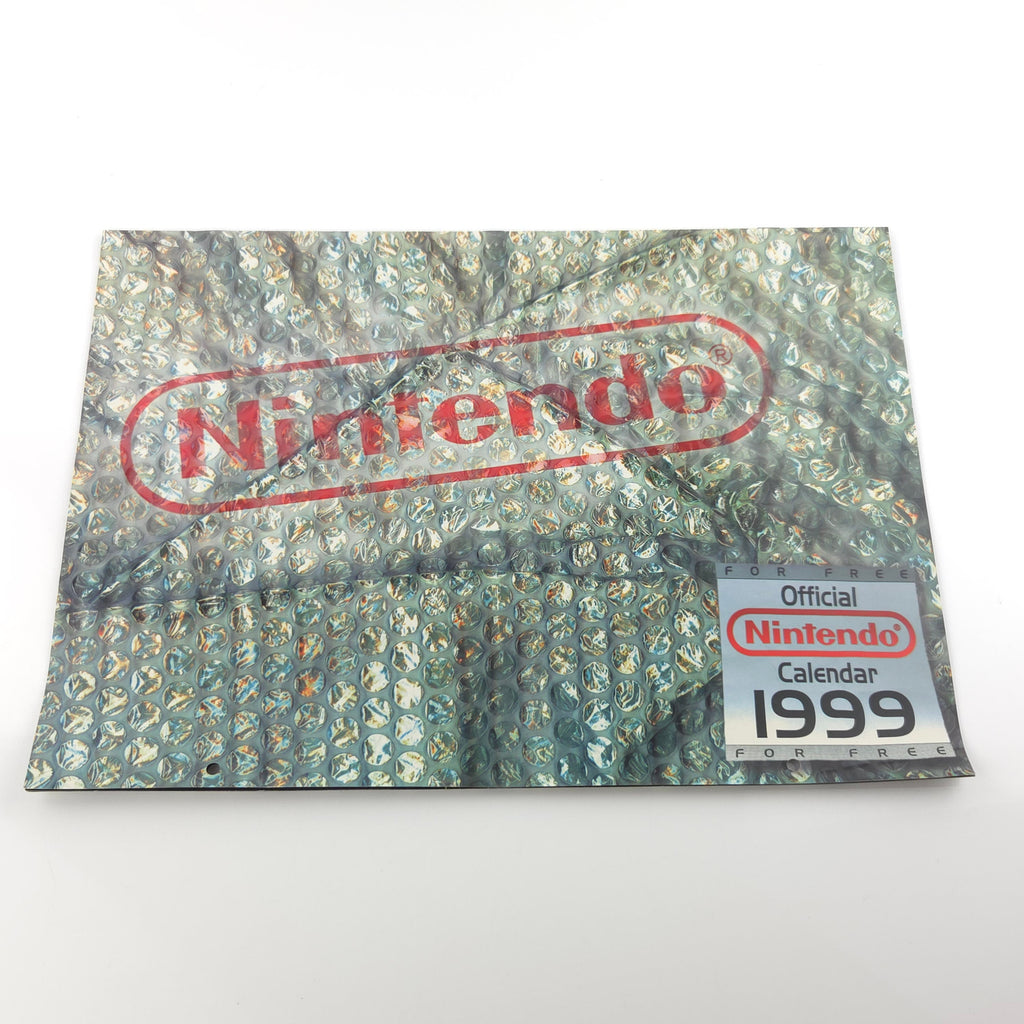 Nintendo®
FOR FREE
Official
Nintendo®
Calendar
1999
FOR FREE